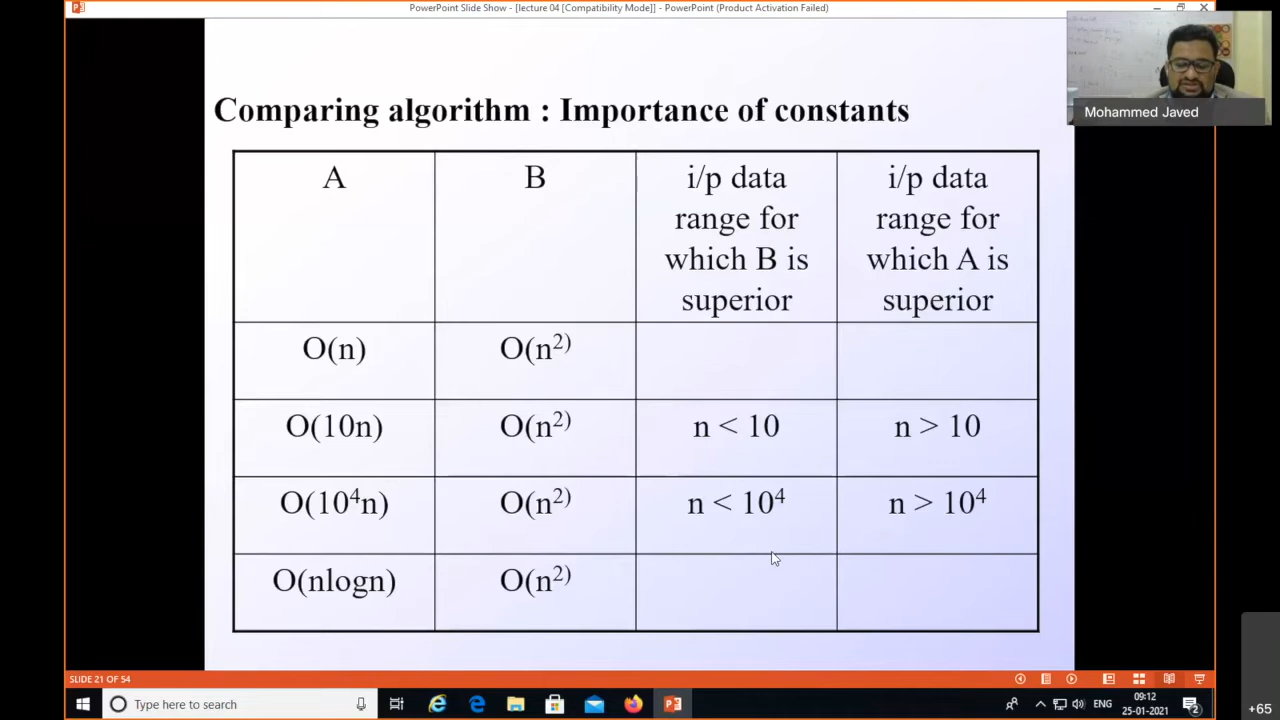 PowerPoint Slide Show - [lecture 04 [Compatibility Mode]] - PowerPoint (Product Activation Failed)
Mohammed Javed
Comparing algorithm : Importance of constants
A
B
i/p data
range for
which B is
superior
i/p data
range for
which A is
superior
O(n)
O(n²⁾
O(10n)
O(n²⁾
n < 10
n > 10
O(10⁴n)
O(n²⁾
n < 10⁴
n > 10⁴
O(nlogn)
O(n²⁾
SLIDE 21 OF 54
Type here to search
ENG
09:12
25-01-2021
2
+65